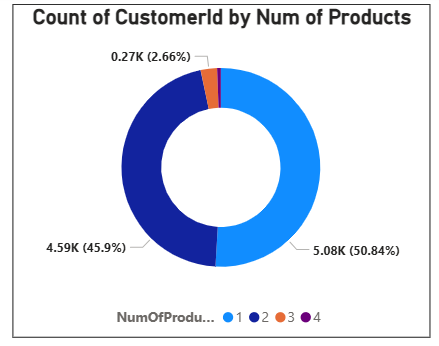 Count of CustomerId by Num of Products
0.27K (2.66%)
4.59K (45.9%)
5.08K (50.84%)
NumOfProdu... 1 2 3 4